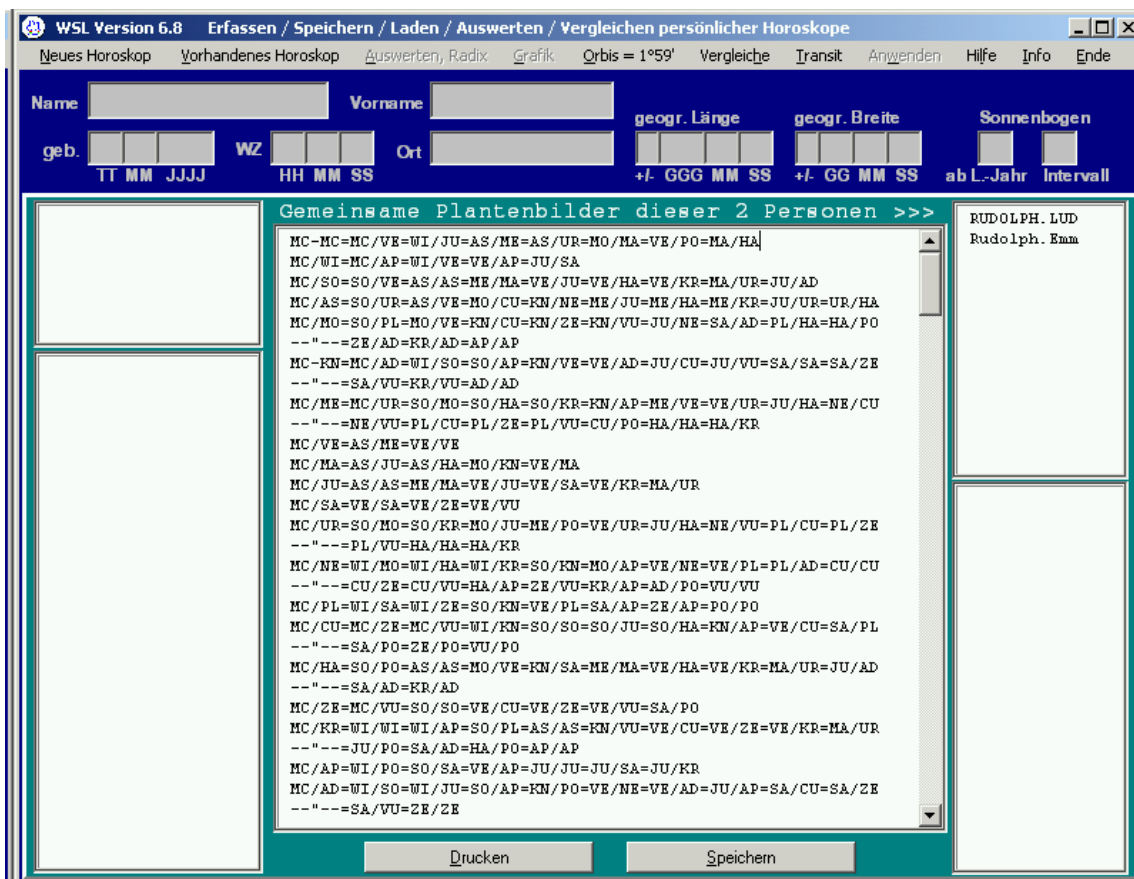 WSL Version 6.8 Erfassen / Speichern / Laden / Auswerten / Vergleichen persönlicher Horoskope
Neues Horoskop Vorhandenes Horoskop Auswerten, Radix Grafik Orbis = 1°59' Vergleiche Transit Anwenden Hilfe Info Ende
Name Vorname geogr. Länge geogr. Breite Sonnenbogen
geb. WZ Ort
TT MM JJJJ HH MM SS +/- GGG MM SS +/- GG MM SS ab L.-Jahr Intervall
Gemeinsame Plantenbilder dieser 2 Personen >>>
RUDOLPH.LUD
Rudolph.Emm
MC-MC=MC/VE=WI/JU=AS/ME=AS/UR=MO/MA=VE/PO=MA/HA
MC/WI=MC/AP=WI/VE=VE/AP=JU/SA
MC/SO=SO/VE=AS/AS=ME/MA=VE/JU=VE/HA=VE/KR=MA/UR=JU/AD
MC/AS=SO/UR=AS/VE=MO/CU=KN/NE=ME/JU=ME/HA=ME/KR=JU/UR=UR/HA
MC/MO=SO/PL=MO/VE=KN/CU=KN/ZE=KN/VU=JU/NE=SA/AD=PL/HA=HA/PO
--"--=ZE/AD=KR/AD=AP/AP
MC-KN=MC/AD=WI/SO=SO/AP=KN/VE=VE/AD=JU/CU=JU/VU=SA/SA=SA/ZE
--"--=SA/VU=KR/VU=AD/AD
MC/ME=MC/UR=SO/MO=SO/HA=SO/KR=KN/AP=ME/VE=VE/UR=JU/HA=NE/CU
--"--=NE/VU=PL/CU=PL/ZE=PL/VU=CU/PO=HA/HA=HA/KR
MC/VE=AS/ME=VE/VE
MC/MA=AS/JU=AS/HA=MO/KN=VE/MA
MC/JU=AS/AS=ME/MA=VE/JU=VE/SA=VE/KR=MA/UR
MC/SA=VE/SA=VE/ZE=VE/VU
MC/UR=SO/MO=SO/KR=MO/JU=ME/PO=VE/UR=JU/HA=NE/VU=PL/CU=PL/ZE
--"--=PL/VU=HA/HA=HA/KR
MC/NE=WI/MO=WI/HA=WI/KR=SO/KN=MO/AP=VE/NE=VE/PL=PL/AD=CU/CU
--"--=CU/ZE=CU/VU=HA/AP=ZE/VU=KR/AP=AD/PO=VU/VU
MC/PL=WI/SA=WI/ZE=SO/KN=VE/PL=SA/AP=ZE/AP=PO/PO
MC/CU=MC/ZE=MC/VU=WI/KN=SO/SO=SO/JU=SO/HA=KN/AP=VE/CU=SA/PL
--"--=SA/PO=ZE/PO=VU/PO
MC/HA=SO/PO=AS/AS=MO/VE=KN/SA=ME/MA=VE/HA=VE/KR=MA/UR=JU/AD
--"--=SA/AD=KR/AD
MC/ZE=MC/VU=SO/SO=VE/CU=VE/ZE=VE/VU=SA/PO
MC/KR=WI/WI=WI/AP=SO/PL=AS/AS=KN/VU=VE/CU=VE/ZE=VE/KR=MA/UR
--"--=JU/PO=SA/AD=HA/PO=AP/AP
MC/AP=WI/PO=SO/SA=VE/AP=JU/JU=JU/SA=JU/KR
MC/AD=WI/SO=WI/JU=SO/AP=KN/PO=VE/NE=VE/AD=JU/AP=SA/CU=SA/ZE
--"--=SA/VU=ZE/ZE
Drucken Speichern